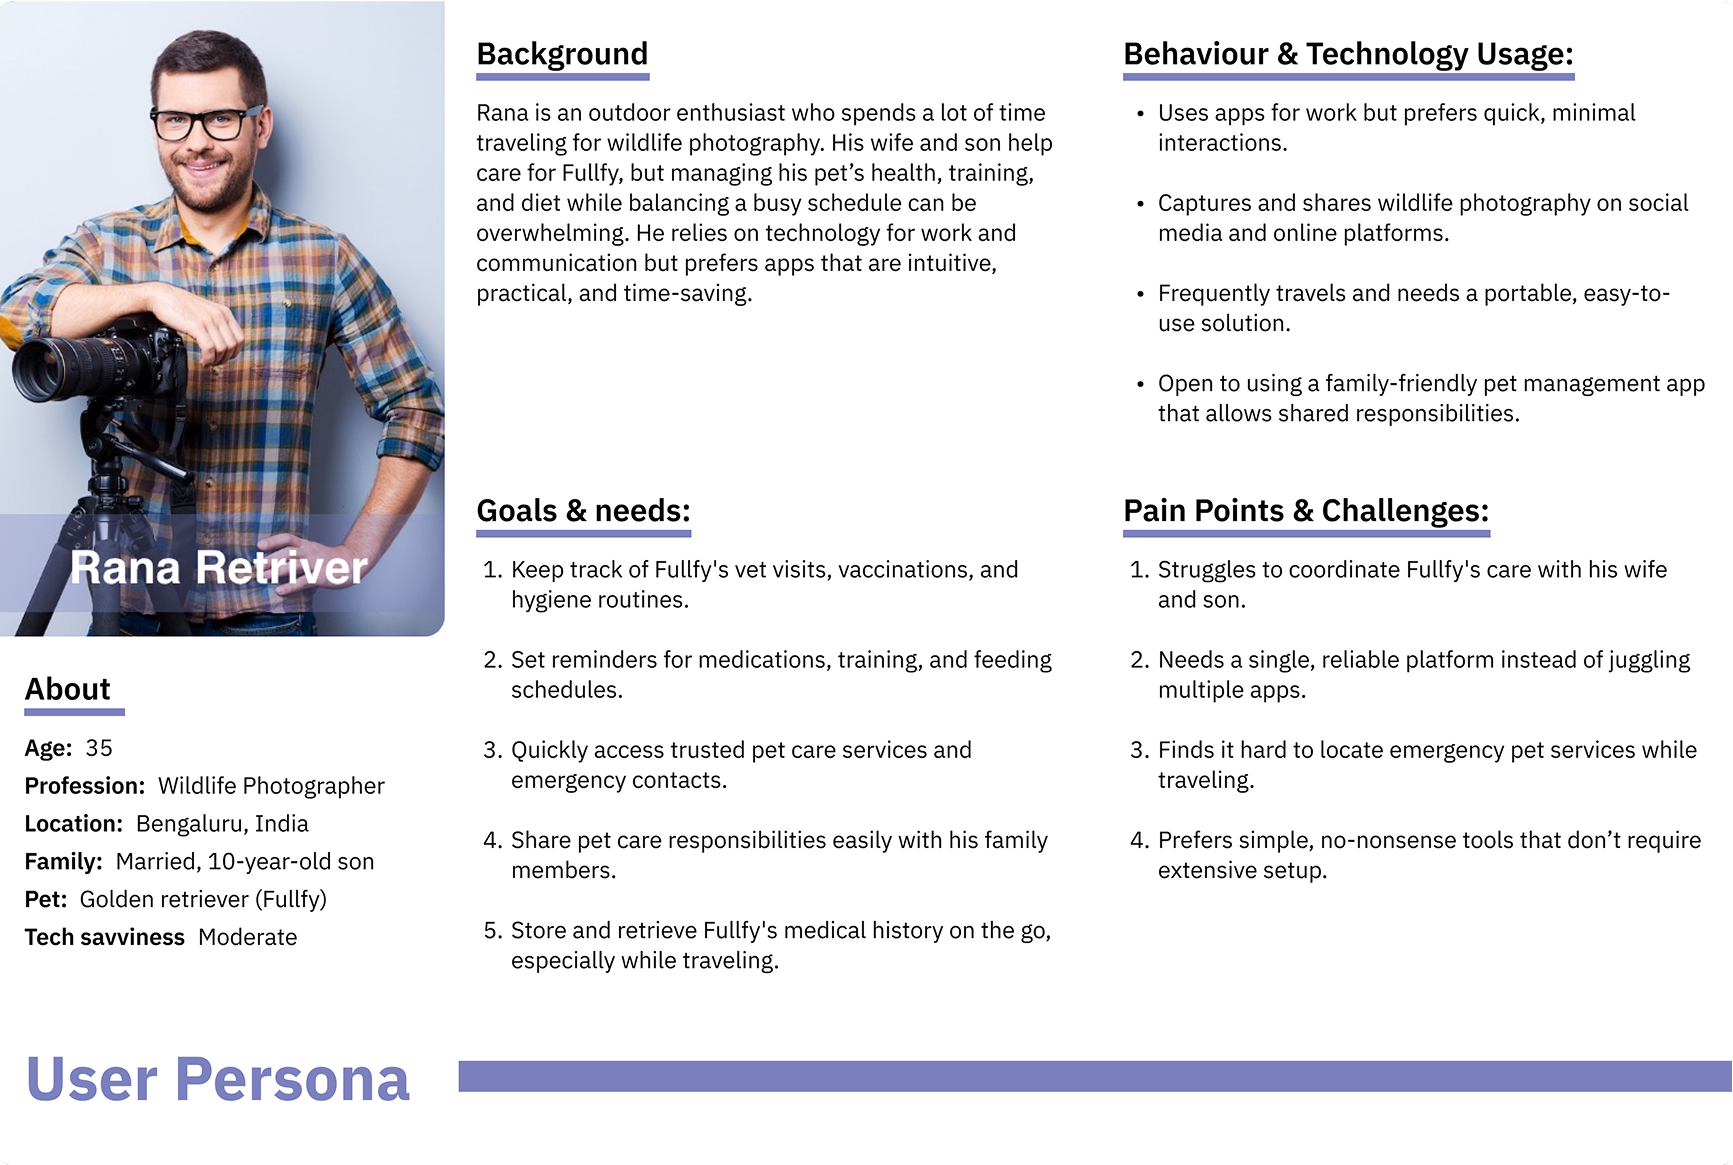 Rana Retriver
About
Age: 35
Profession: Wildlife Photographer
Location: Bengaluru, India
Family: Married, 10-year-old son
Pet: Golden retriever (Fullfy)
Tech savviness Moderate
Background
Rana is an outdoor enthusiast who spends a lot of time
traveling for wildlife photography. His wife and son help
care for Fullfy, but managing his pet’s health, training,
and diet while balancing a busy schedule can be
overwhelming. He relies on technology for work and
communication but prefers apps that are intuitive,
practical, and time-saving.
Behaviour & Technology Usage:
• Uses apps for work but prefers quick, minimal
interactions.
• Captures and shares wildlife photography on social
media and online platforms.
• Frequently travels and needs a portable, easy-to-
use solution.
• Open to using a family-friendly pet management app
that allows shared responsibilities.
Goals & needs:
1. Keep track of Fullfy's vet visits, vaccinations, and
hygiene routines.
2. Set reminders for medications, training, and feeding
schedules.
3. Quickly access trusted pet care services and
emergency contacts.
4. Share pet care responsibilities easily with his family
members.
5. Store and retrieve Fullfy's medical history on the go,
especially while traveling.
Pain Points & Challenges:
1. Struggles to coordinate Fullfy's care with his wife
and son.
2. Needs a single, reliable platform instead of juggling
multiple apps.
3. Finds it hard to locate emergency pet services while
traveling.
4. Prefers simple, no-nonsense tools that don’t require
extensive setup.
User Persona